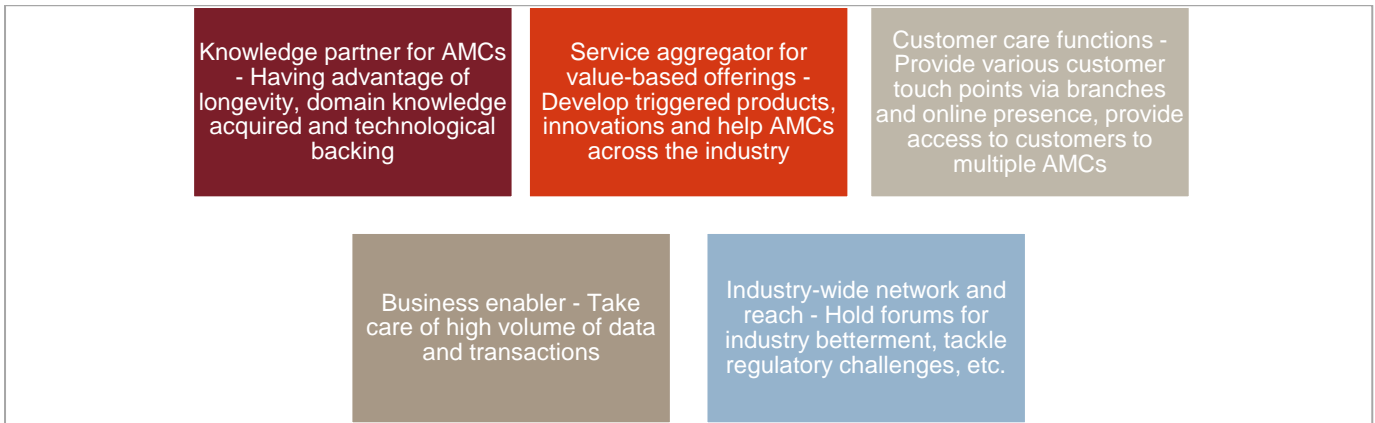 Knowledge partner for AMCs
- Having advantage of
longevity, domain knowledge
acquired and technological
backing
Service aggregator for
value-based offerings -
Develop triggered products,
innovations and help AMCs
across the industry
Customer care functions -
Provide various customer
touch points via branches
and online presence, provide
access to customers to
multiple AMCs
Business enabler - Take
care of high volume of data
and transactions
Industry-wide network and
reach - Hold forums for
industry betterment, tackle
regulatory challenges, etc.